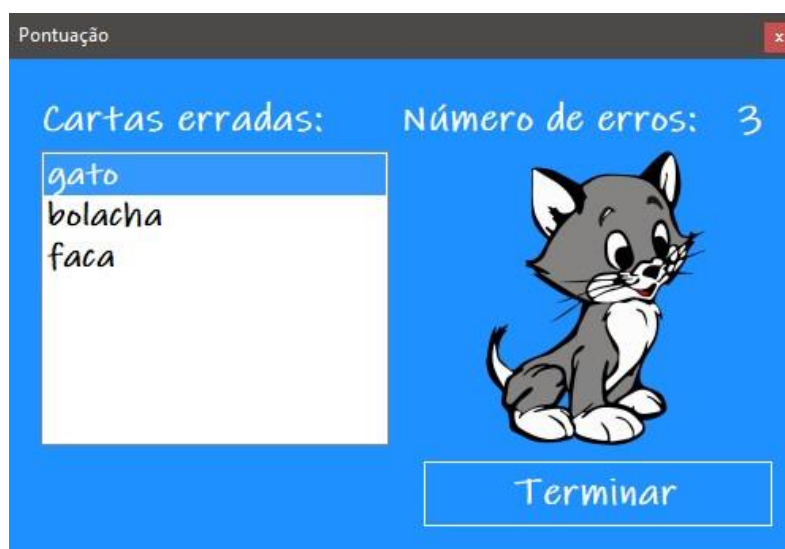 Pontuação
x
Cartas erradas:
Número de erros: 3
gato
bolacha
faca
Terminar